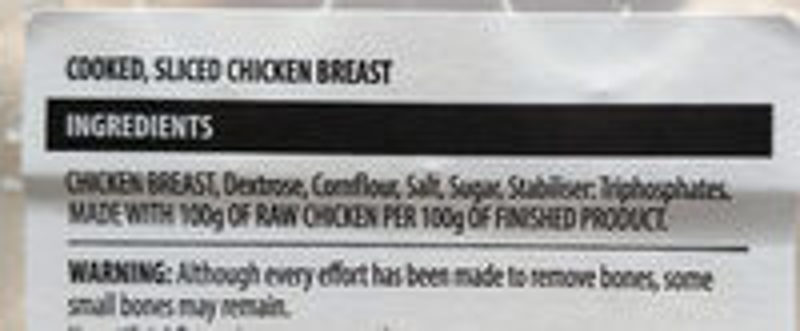 COOKED, SLICED CHICKEN BREAST
INGREDIENTS
CHICKEN BREAST, Dextrose, Cornflour, Salt, Sugar, Stabiliser: Triphosphates.
MADE WITH 100g OF RAW CHICKEN PER 100g OF FINISHED PRODUCT.
WARNING: Although every effort has been made to remove bones, some
small bones may remain.